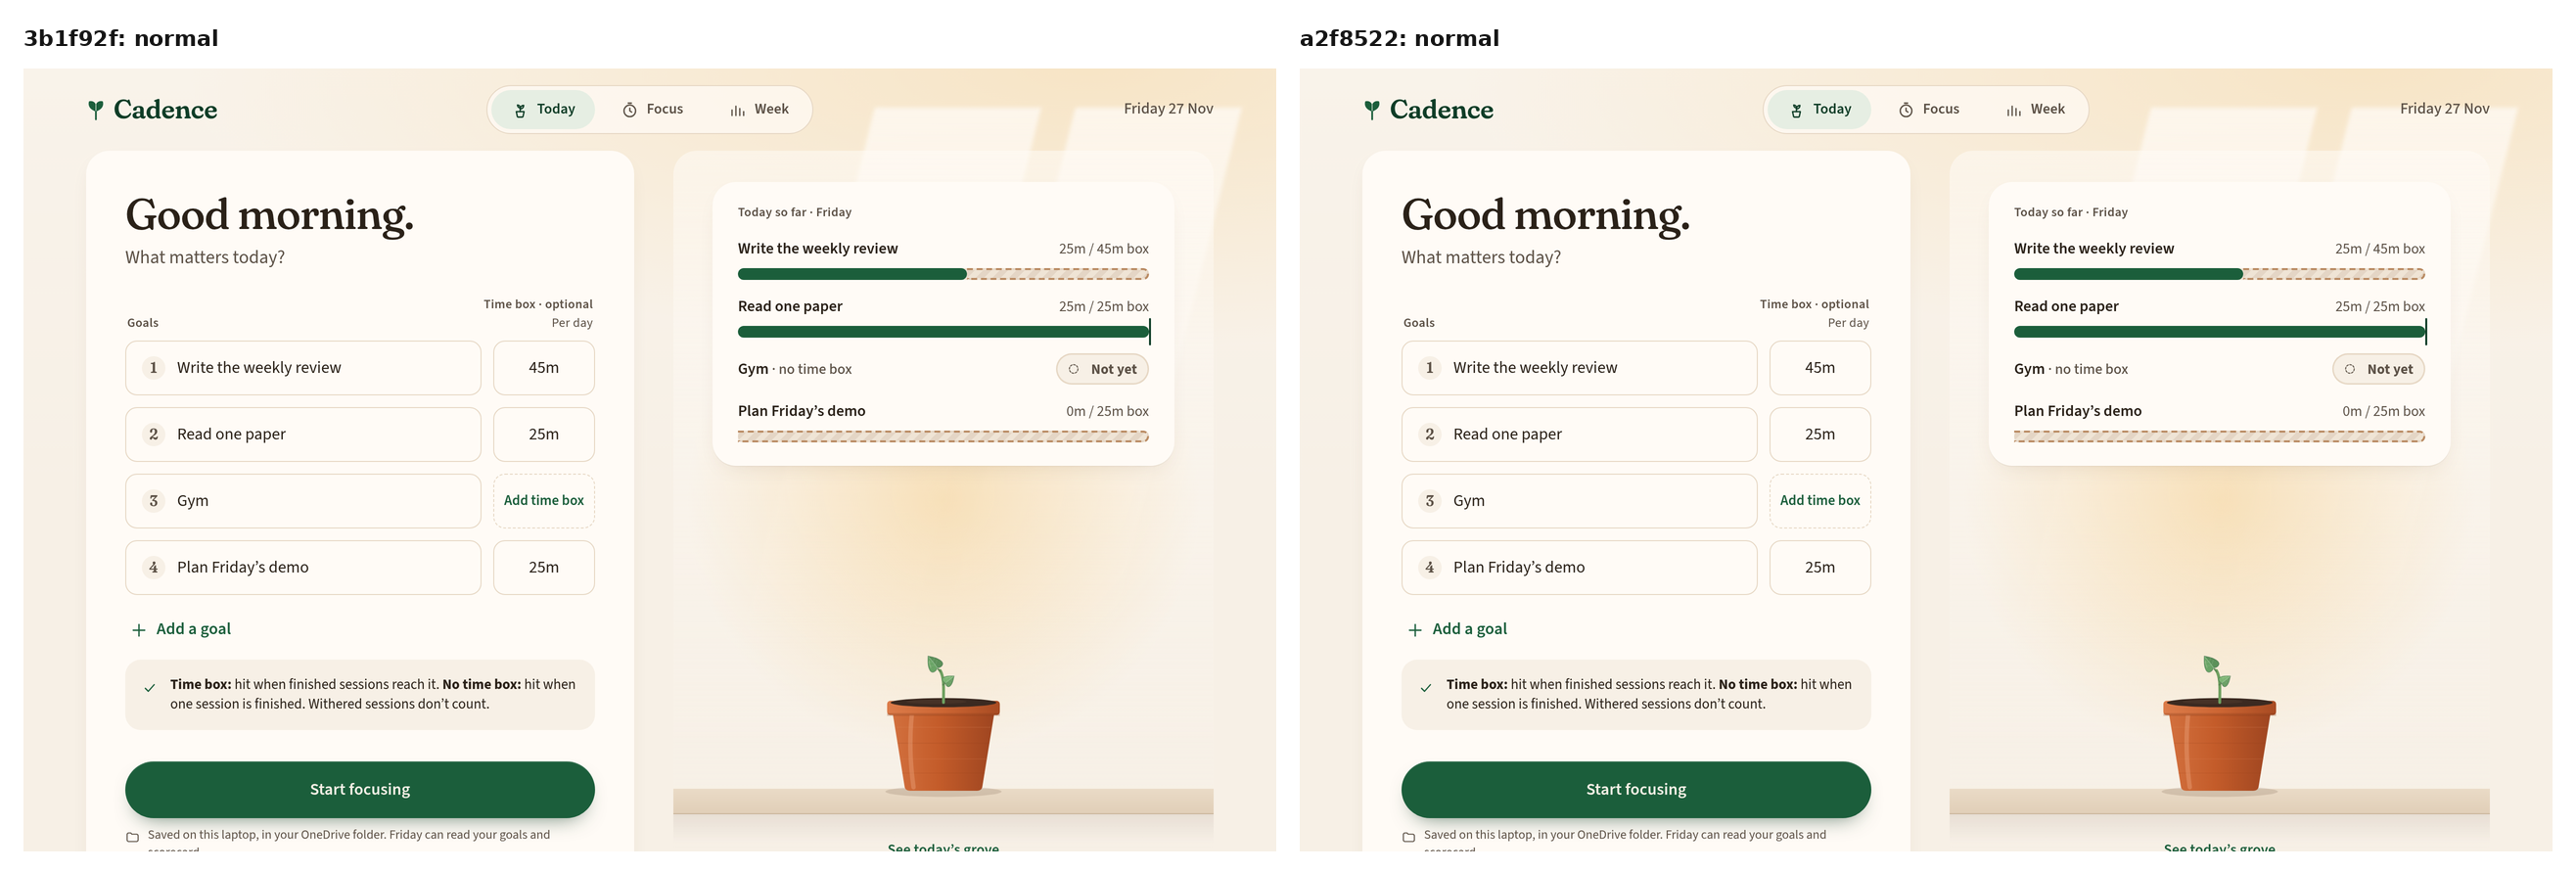 3b1f92f: normal
Cadence
Today
Focus
Week
Friday 27 Nov
Good morning.
What matters today?
Time box · optional
Goals
Per day
1 Write the weekly review 45m
2 Read one paper 25m
3 Gym Add time box
4 Plan Friday’s demo 25m
+ Add a goal
Time box: hit when finished sessions reach it. No time box: hit when
one session is finished. Withered sessions don’t count.
Start focusing
Saved on this laptop, in your OneDrive folder. Friday can read your goals and
Today so far · Friday
Write the weekly review 25m / 45m box
Read one paper 25m / 25m box
Gym · no time box Not yet
Plan Friday’s demo 0m / 25m box
See today’s grove
a2f8522: normal
Cadence
Today
Focus
Week
Friday 27 Nov
Good morning.
What matters today?
Time box · optional
Goals
Per day
1 Write the weekly review 45m
2 Read one paper 25m
3 Gym Add time box
4 Plan Friday’s demo 25m
+ Add a goal
Time box: hit when finished sessions reach it. No time box: hit when
one session is finished. Withered sessions don’t count.
Start focusing
Saved on this laptop, in your OneDrive folder. Friday can read your goals and
Today so far · Friday
Write the weekly review 25m / 45m box
Read one paper 25m / 25m box
Gym · no time box Not yet
Plan Friday’s demo 0m / 25m box
See today’s grove